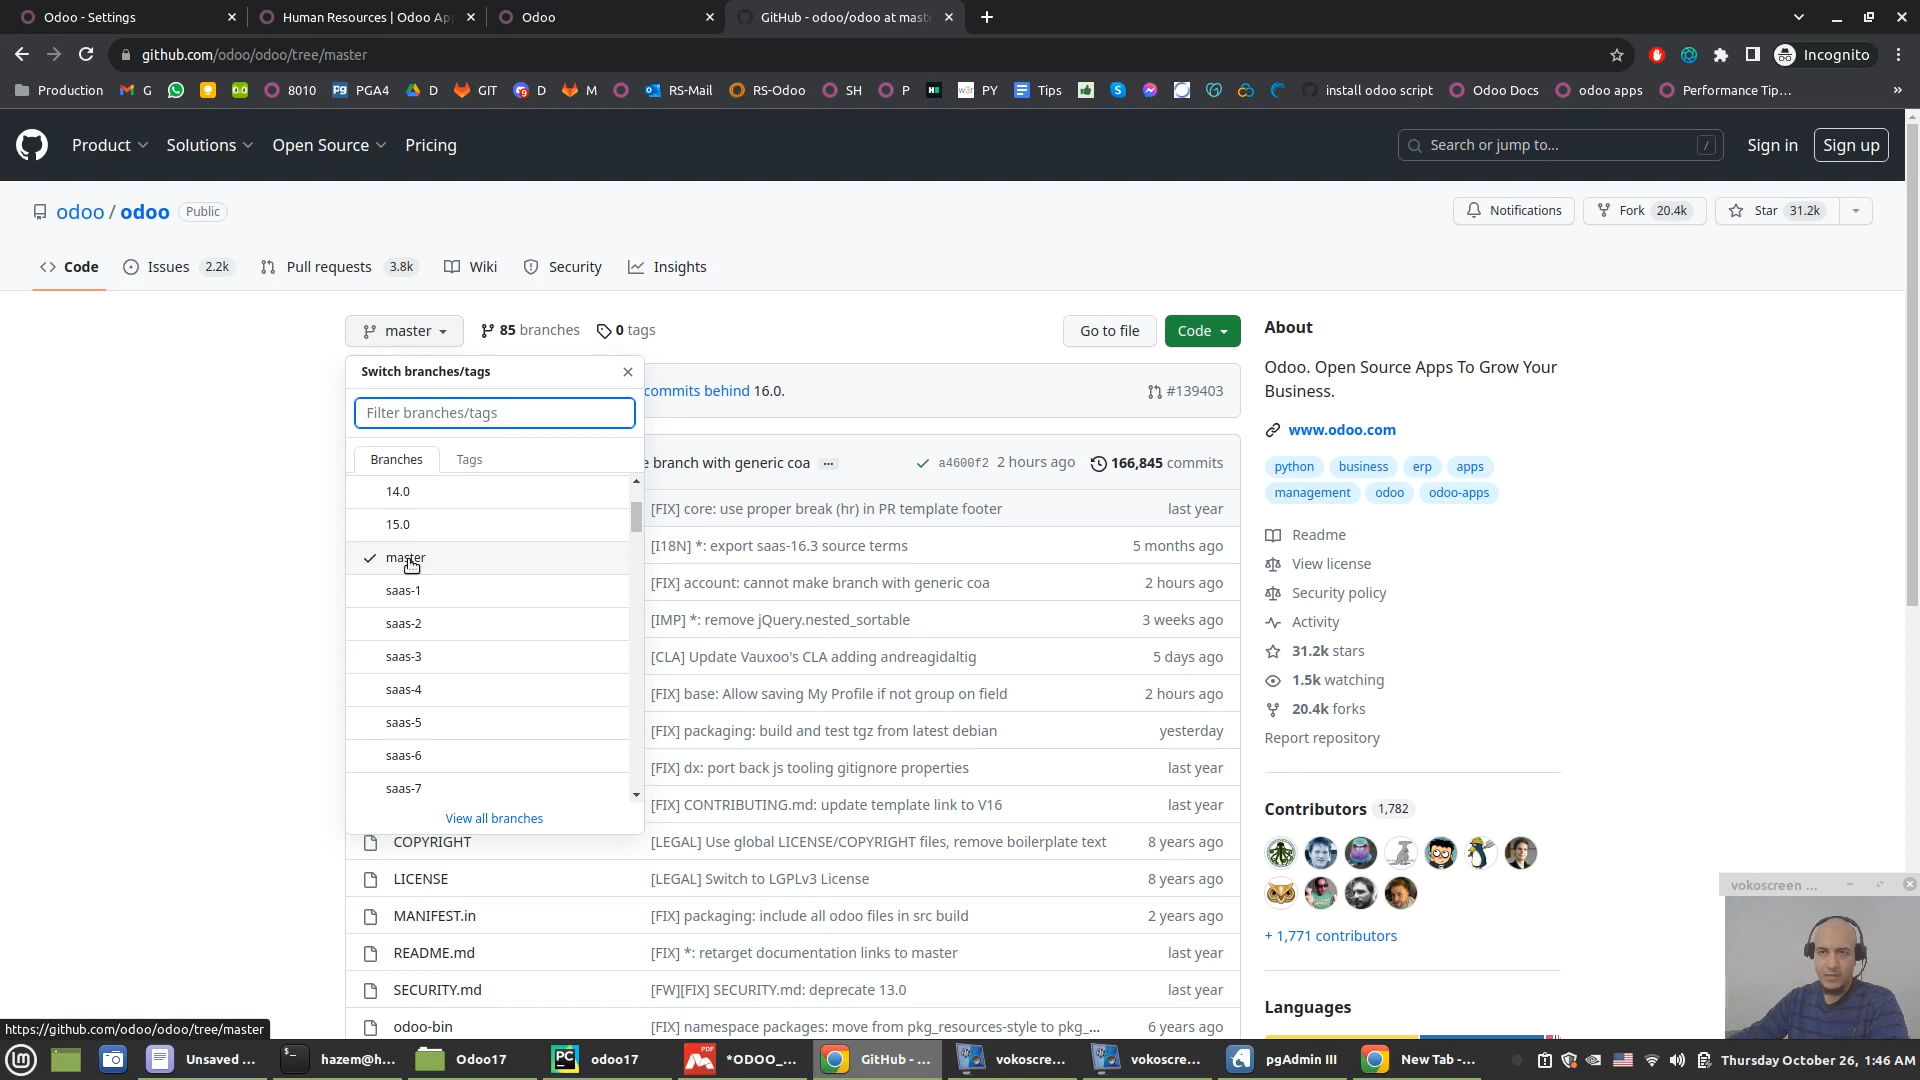 Odoo - Settings
Human Resources | Odoo Ap
Odoo
GitHub - odoo/odoo at mast
github.com/odoo/odoo/tree/master
Incognito
Production
G
8010
PGA4
D
GIT
D
M
RS-Mail
RS-Odoo
SH
P
PY
Tips
install odoo script
Odoo Docs
odoo apps
Performance Tip...
Product
Solutions
Open Source
Pricing
Search or jump to...
/
Sign in
Sign up
odoo / odoo
Public
Notifications
Fork 20.4k
Star 31.2k
Code
Issues 2.2k
Pull requests 3.8k
Wiki
Security
Insights
master
85 branches
0 tags
Go to file
Code
Switch branches/tags
Filter branches/tags
Branches
Tags
14.0
15.0
master
saas-1
saas-2
saas-3
saas-4
saas-5
saas-6
saas-7
View all branches
commits behind 16.0.
#139403
e branch with generic coa ...
a4600f2 2 hours ago
166,845 commits
[FIX] core: use proper break (hr) in PR template footer
last year
[I18N] *: export saas-16.3 source terms
5 months ago
[FIX] account: cannot make branch with generic coa
2 hours ago
[IMP] *: remove jQuery.nested_sortable
3 weeks ago
[CLA] Update Vauxoo's CLA adding andreagidaltig
5 days ago
[FIX] base: Allow saving My Profile if not group on field
2 hours ago
[FIX] packaging: build and test tgz from latest debian
yesterday
[FIX] dx: port back js tooling gitignore properties
last year
[FIX] CONTRIBUTING.md: update template link to V16
last year
COPYRIGHT
[LEGAL] Use global LICENSE/COPYRIGHT files, remove boilerplate text
8 years ago
LICENSE
[LEGAL] Switch to LGPLv3 License
8 years ago
MANIFEST.in
[FIX] packaging: include all odoo files in src build
2 years ago
README.md
[FIX] *: retarget documentation links to master
last year
SECURITY.md
[FW][FIX] SECURITY.md: deprecate 13.0
last year
odoo-bin
[FIX] namespace packages: move from pkg_resources-style to pkg_...
6 years ago
About
Odoo. Open Source Apps To Grow Your
Business.
www.odoo.com
python
business
erp
apps
management
odoo
odoo-apps
Readme
View license
Security policy
Activity
31.2k stars
1.5k watching
20.4k forks
Report repository
Contributors 1,782
+ 1,771 contributors
Languages
vokoscreen ...
https://github.com/odoo/odoo/tree/master
Unsaved ...
hazem@h...
Odoo17
PC
odoo17
PDF
*ODOO_...
GitHub - ...
vokoscre...
vokoscre...
pgAdmin III
New Tab -...
Thursday October 26, 1:46 AM